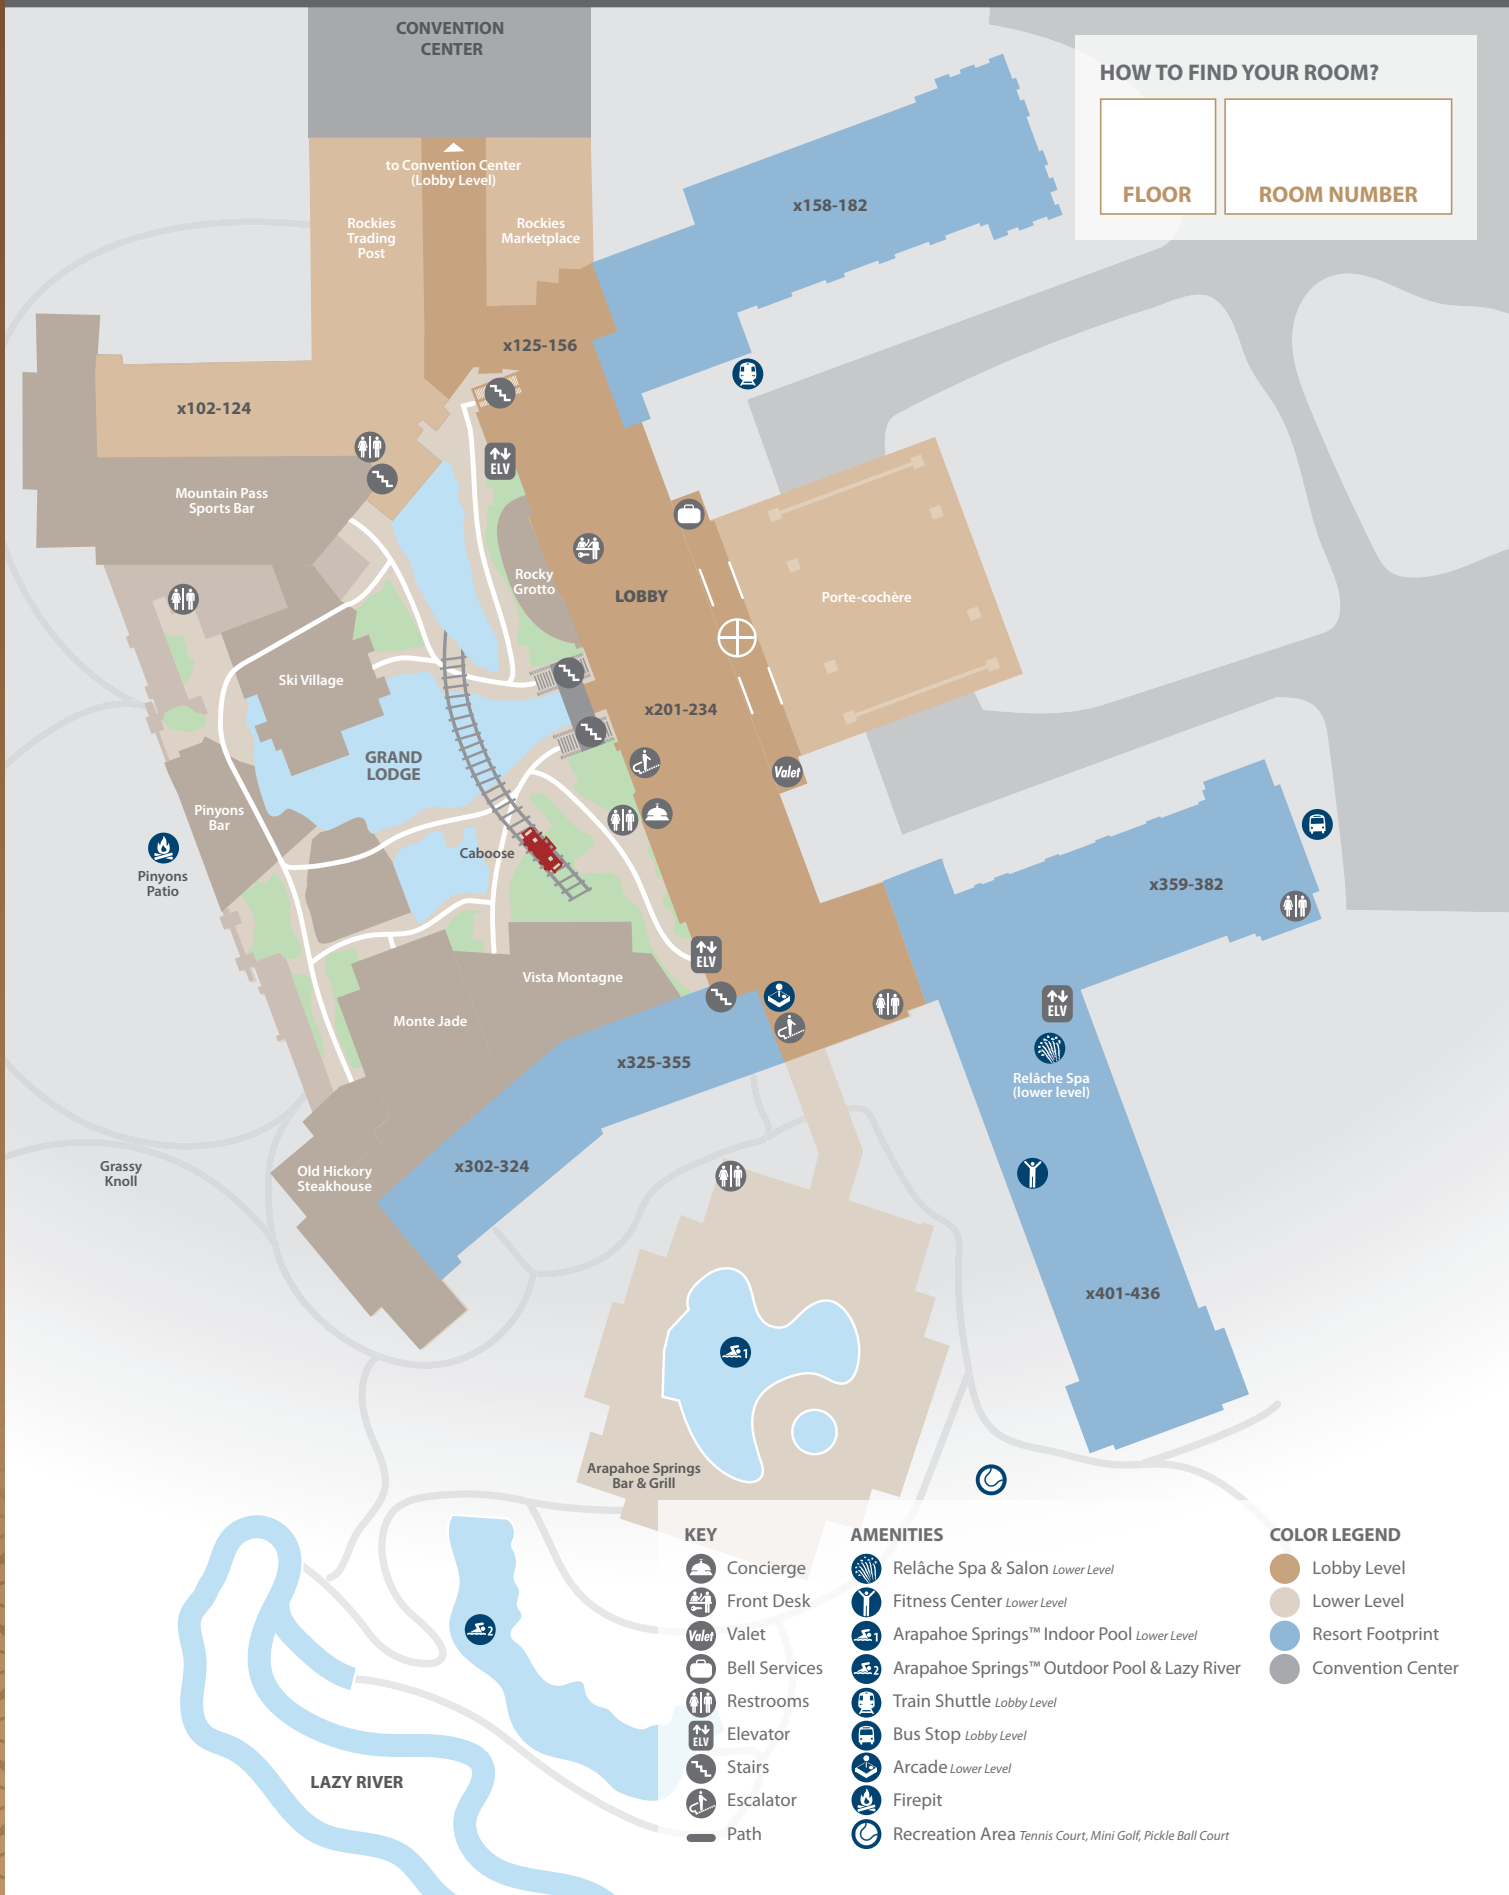 CONVENTION
CENTER
HOW TO FIND YOUR ROOM?
FLOOR
ROOM NUMBER
to Convention Center
(Lobby Level)
Rockies
Trading
Post
Rockies
Marketplace
x158-182
x125-156
x102-124
ELV
Mountain Pass
Sports Bar
Rocky
Grotto
LOBBY
Porte-cochère
Ski Village
x201-234
GRAND
LODGE
Valet
Pinyons
Bar
Caboose
Pinyons
Patio
x359-382
ELV
Vista Montagne
Monte Jade
ELV
x325-355
Relâche Spa
(lower level)
Grassy
Knoll
Old Hickory
Steakhouse
x302-324
x401-436
1
Arapahoe Springs
Bar & Grill
2
LAZY RIVER
KEY
Concierge
Front Desk
Valet Valet
Bell Services
Restrooms
ELV Elevator
Stairs
Escalator
Path
AMENITIES
Relâche Spa & Salon Lower Level
Fitness Center Lower Level
1 Arapahoe Springs™ Indoor Pool Lower Level
2 Arapahoe Springs™ Outdoor Pool & Lazy River
Train Shuttle Lobby Level
Bus Stop Lobby Level
Arcade Lower Level
Firepit
Recreation Area Tennis Court, Mini Golf, Pickle Ball Court
COLOR LEGEND
Lobby Level
Lower Level
Resort Footprint
Convention Center